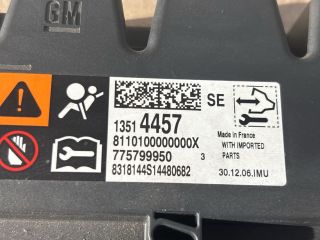 GM
SE
1351 4457
8110100000000X
775799950 3
8318144S14480682
Made in France
WITH IMPORTED
PARTS
30.12.06.IMU